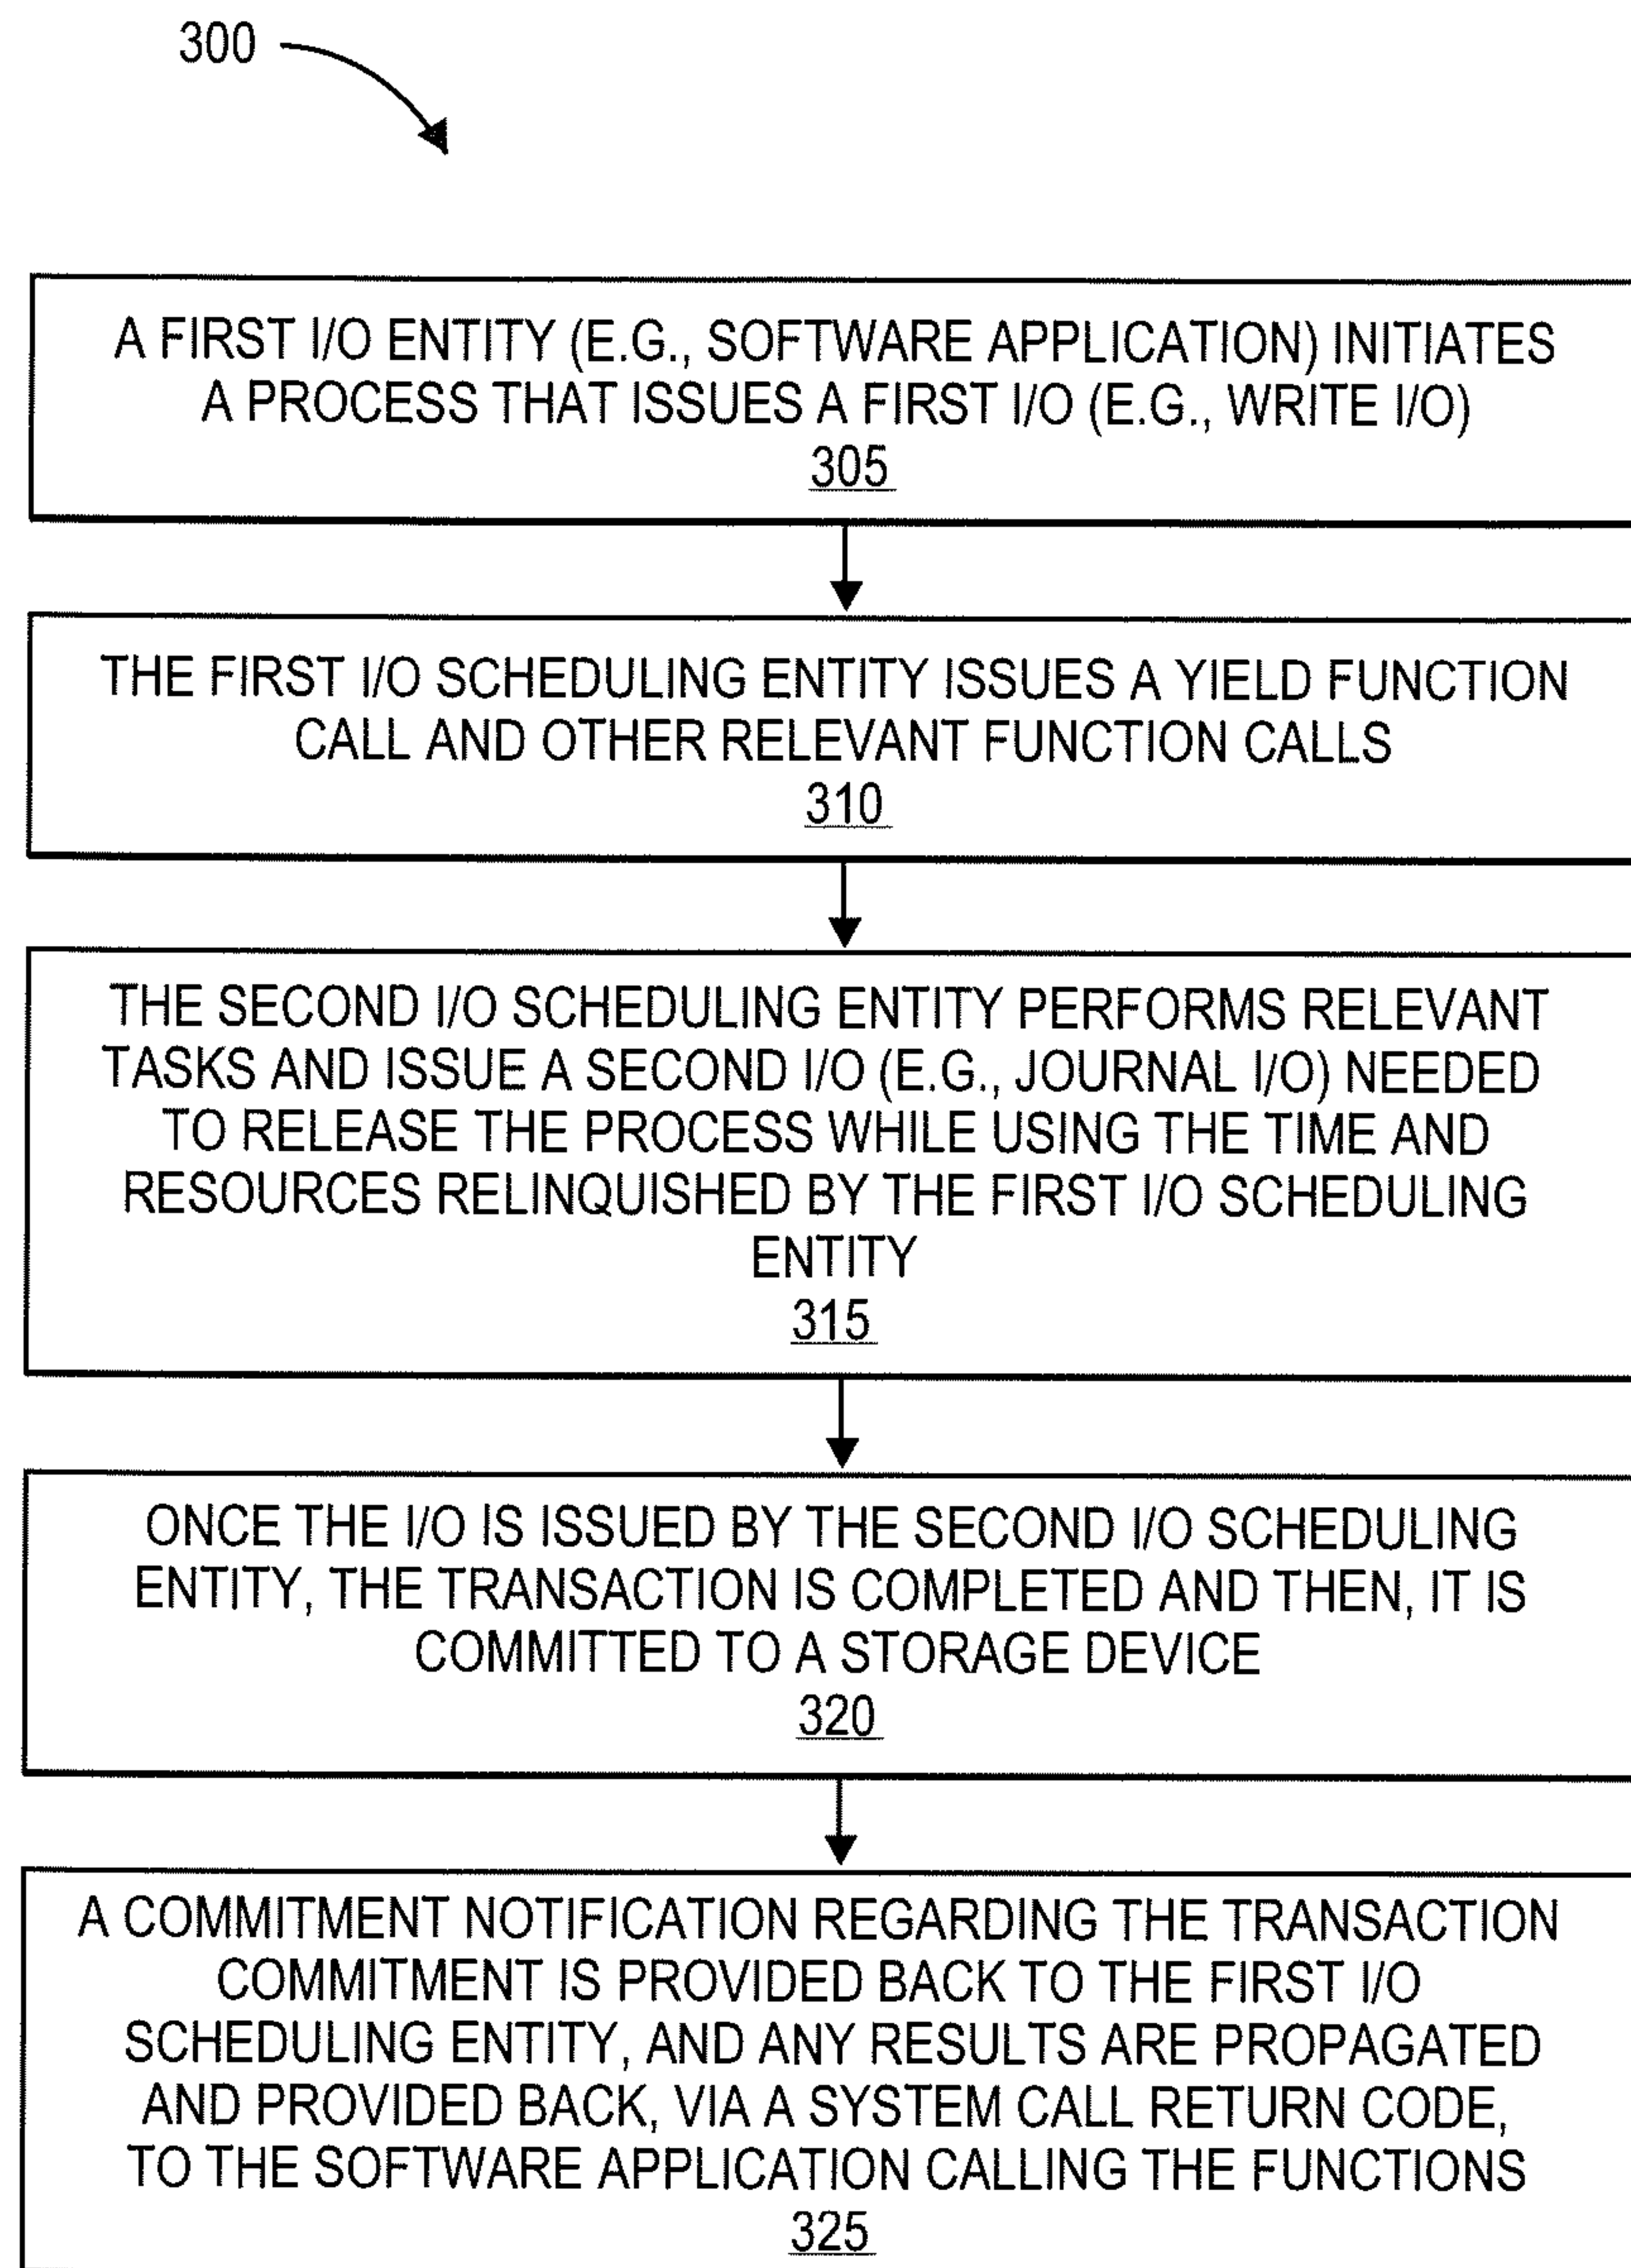 300
A FIRST I/O ENTITY (E.G., SOFTWARE APPLICATION) INITIATES
A PROCESS THAT ISSUES A FIRST I/O (E.G., WRITE I/O)
305
THE FIRST I/O SCHEDULING ENTITY ISSUES A YIELD FUNCTION
CALL AND OTHER RELEVANT FUNCTION CALLS
310
THE SECOND I/O SCHEDULING ENTITY PERFORMS RELEVANT
TASKS AND ISSUE A SECOND I/O (E.G., JOURNAL I/O) NEEDED
TO RELEASE THE PROCESS WHILE USING THE TIME AND
RESOURCES RELINQUISHED BY THE FIRST I/O SCHEDULING
ENTITY
315
ONCE THE I/O IS ISSUED BY THE SECOND I/O SCHEDULING
ENTITY, THE TRANSACTION IS COMPLETED AND THEN, IT IS
COMMITTED TO A STORAGE DEVICE
320
A COMMITMENT NOTIFICATION REGARDING THE TRANSACTION
COMMITMENT IS PROVIDED BACK TO THE FIRST I/O
SCHEDULING ENTITY, AND ANY RESULTS ARE PROPAGATED
AND PROVIDED BACK, VIA A SYSTEM CALL RETURN CODE,
TO THE SOFTWARE APPLICATION CALLING THE FUNCTIONS
325